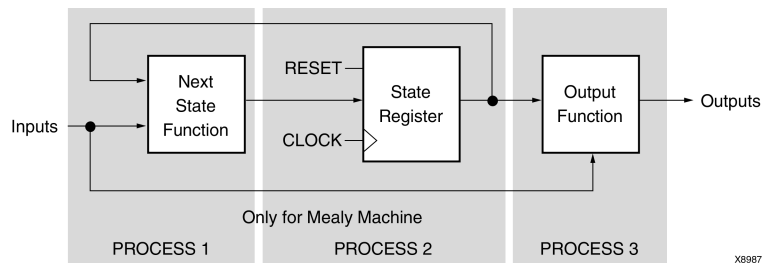 Next
State
Function
RESET
CLOCK
State
Register
Output
Function
Inputs
Outputs
Only for Mealy Machine
PROCESS 1
PROCESS 2
PROCESS 3
X8987